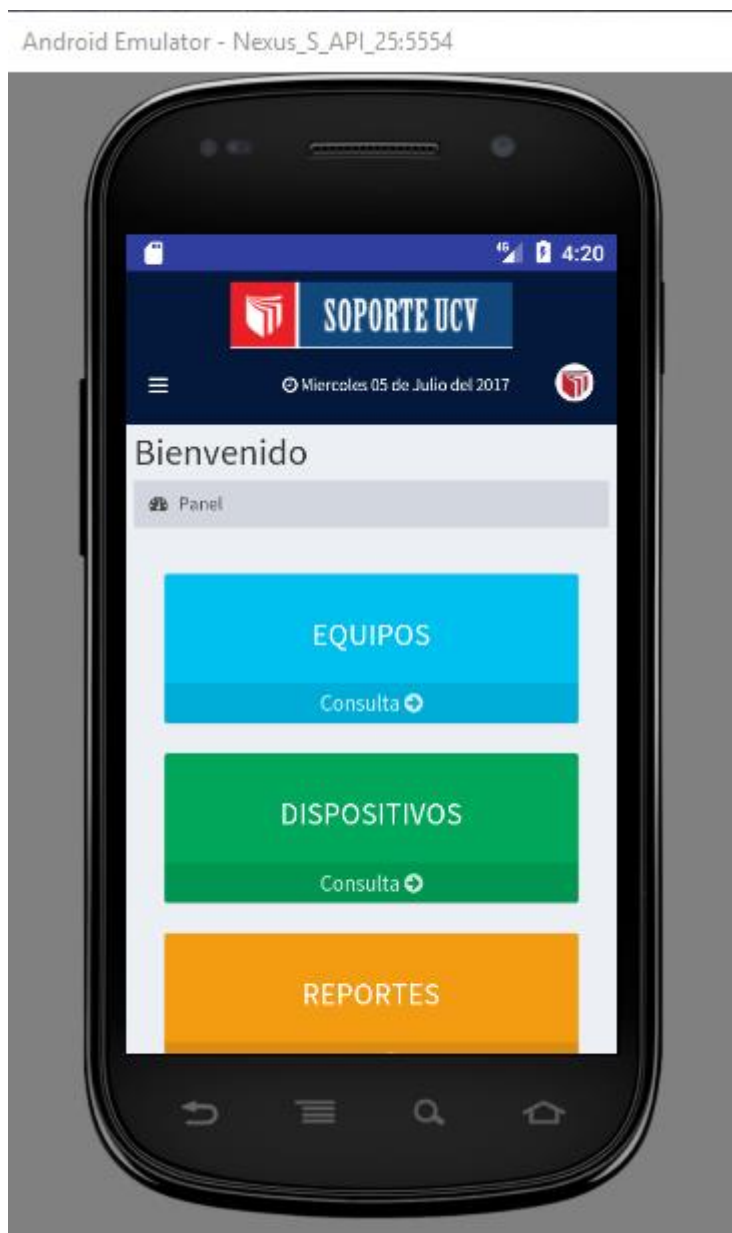 Android Emulator - Nexus_S_API_25:5554
4G 4:20
SOPORTE UCV
Miercoles 05 de Julio del 2017
Bienvenido
Panel
EQUIPOS
Consulta
DISPOSITIVOS
Consulta
REPORTES